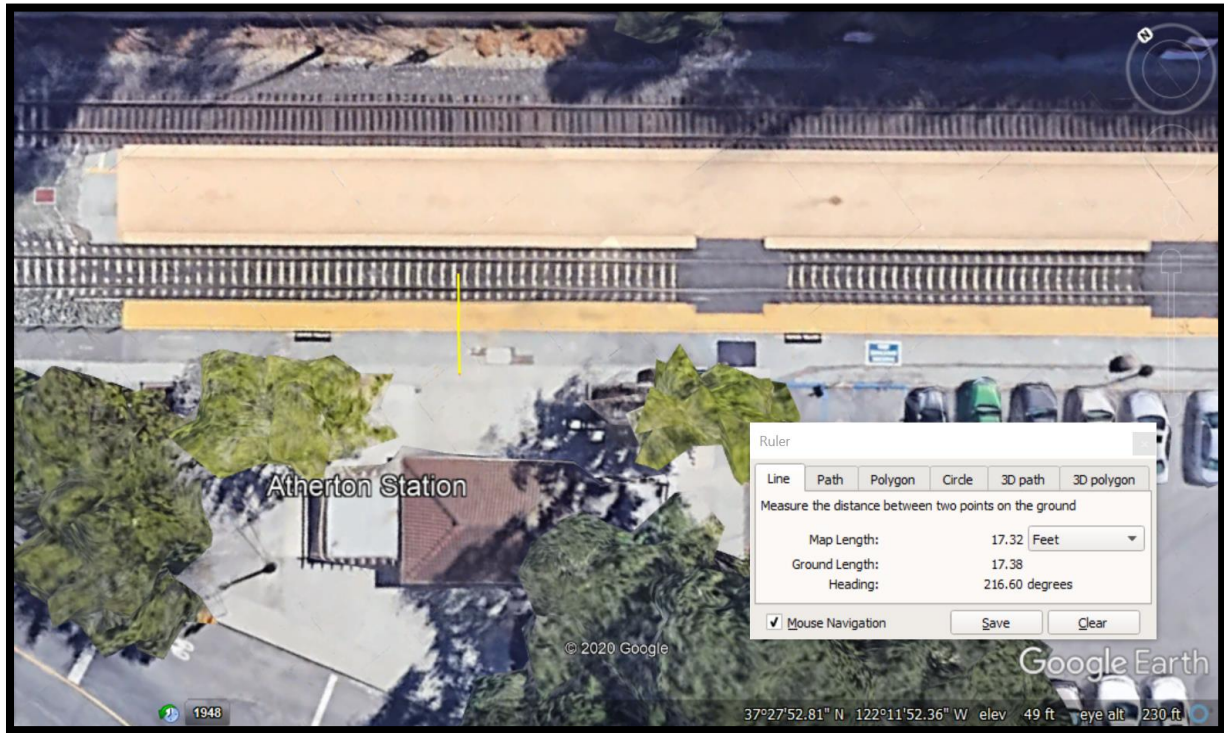 N
Atherton Station
Ruler
Line Path Polygon Circle 3D path 3D polygon
Measure the distance between two points on the ground
Map Length: 17.32 Feet
Ground Length: 17.38
Heading: 216.60 degrees
Mouse Navigation Save Clear
© 2020 Google
Google Earth
1948
37°27'52.81" N 122°11'52.36" W elev 49 ft eye alt 230 ft